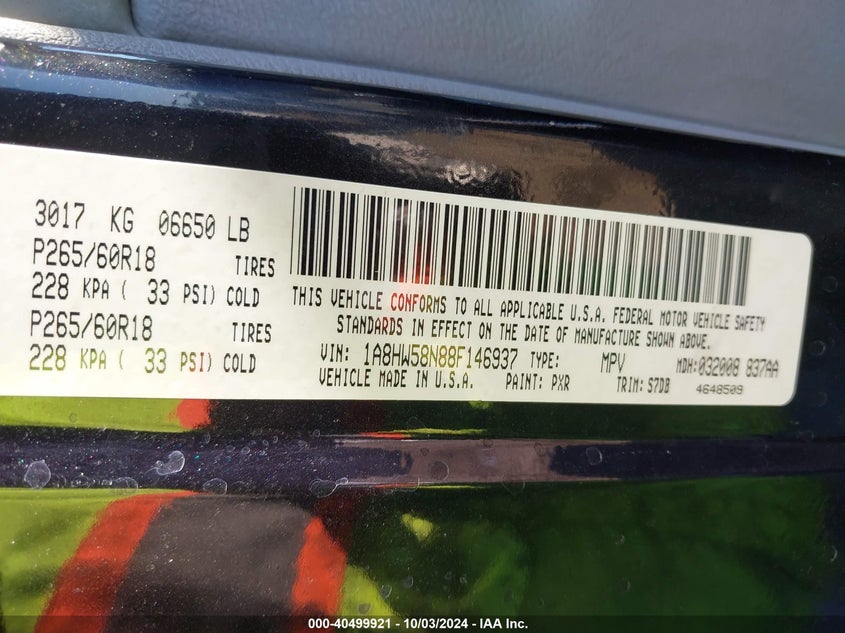 3017 KG 06650 LB
P265/60R18 TIRES
228 KPA ( 33 PSI) COLD
P265/60R18 TIRES
228 KPA ( 33 PSI) COLD
THIS VEHICLE CONFORMS TO ALL APPLICABLE U.S.A. FEDERAL MOTOR VEHICLE SAFETY
STANDARDS IN EFFECT ON THE DATE OF MANUFACTURE SHOWN ABOVE.
VIN: 1A8HW58N88F146937 TYPE: MPV MDH:032008 837AA
VEHICLE MADE IN U.S.A. PAINT: PXR TRIM: S7DB 4648509
000-40499921 - 10/03/2024 - IAA Inc.